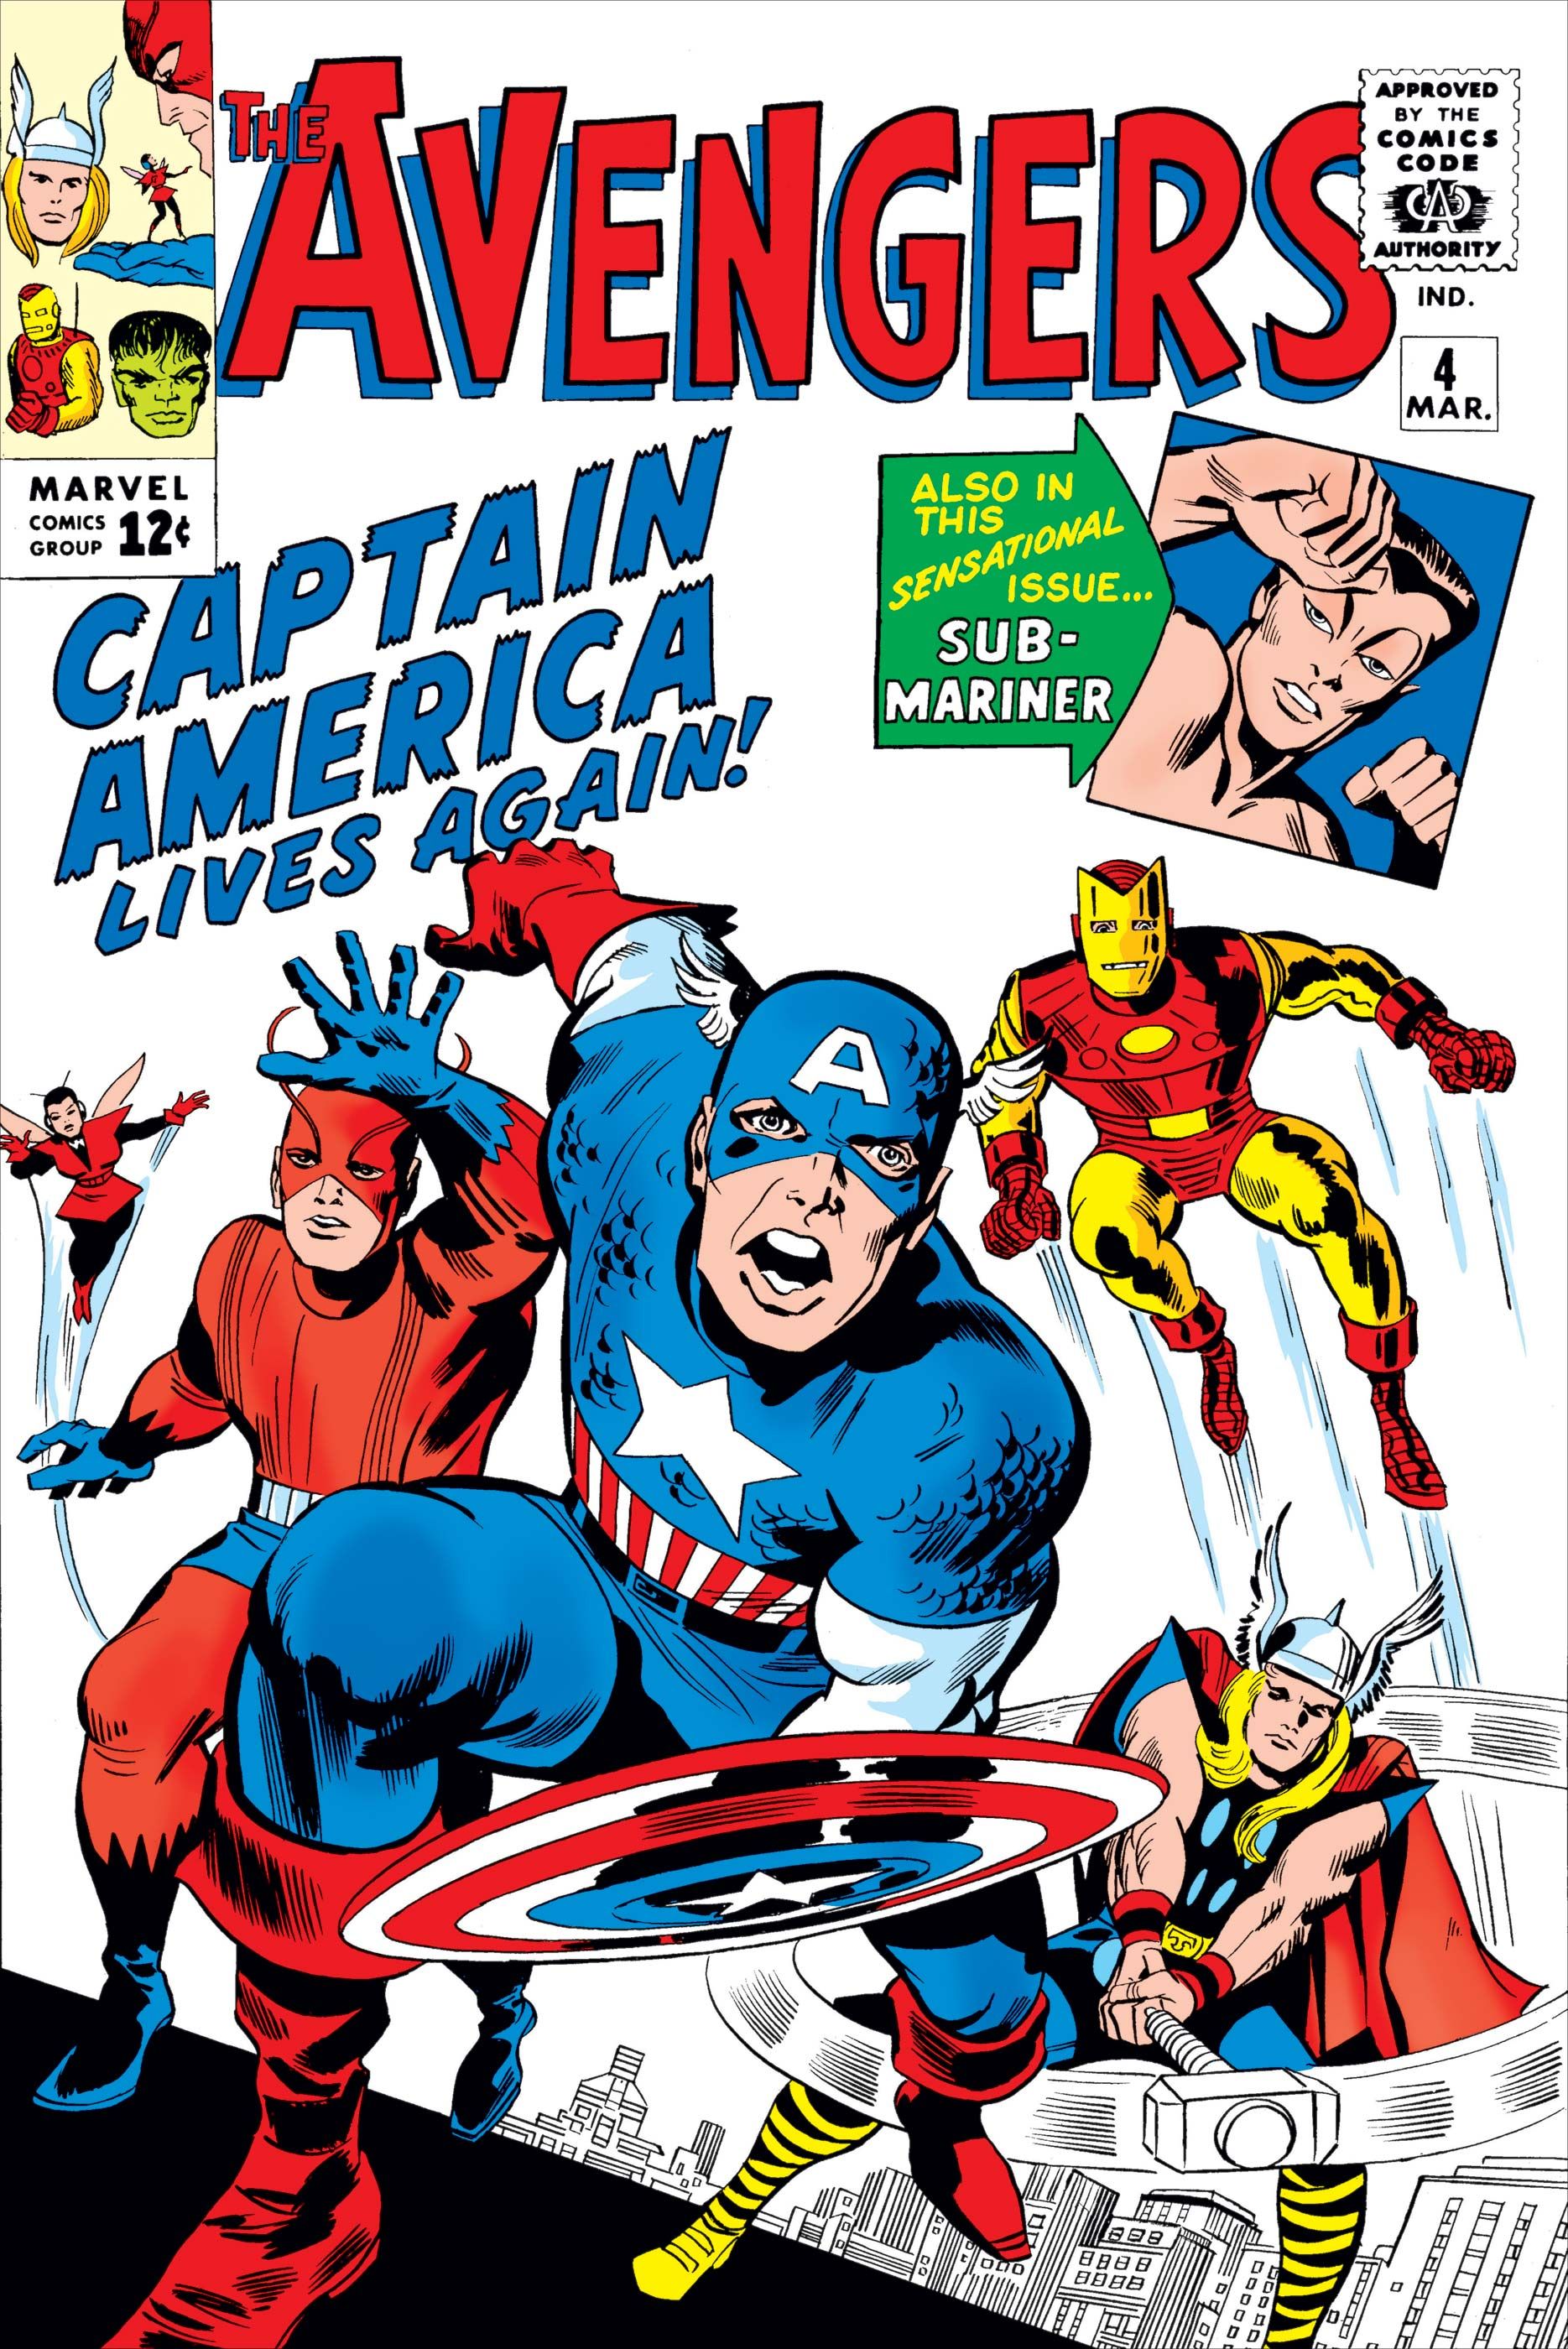 THE
AVENGERS
APPROVED
BY THE
COMICS
CODE
CA
AUTHORITY
IND.
4
MAR.
MARVEL
COMICS
GROUP 12¢
CAPTAIN
AMERICA
LIVES AGAIN!
ALSO IN
THIS
SENSATIONAL
ISSUE...
SUB-
MARINER
A